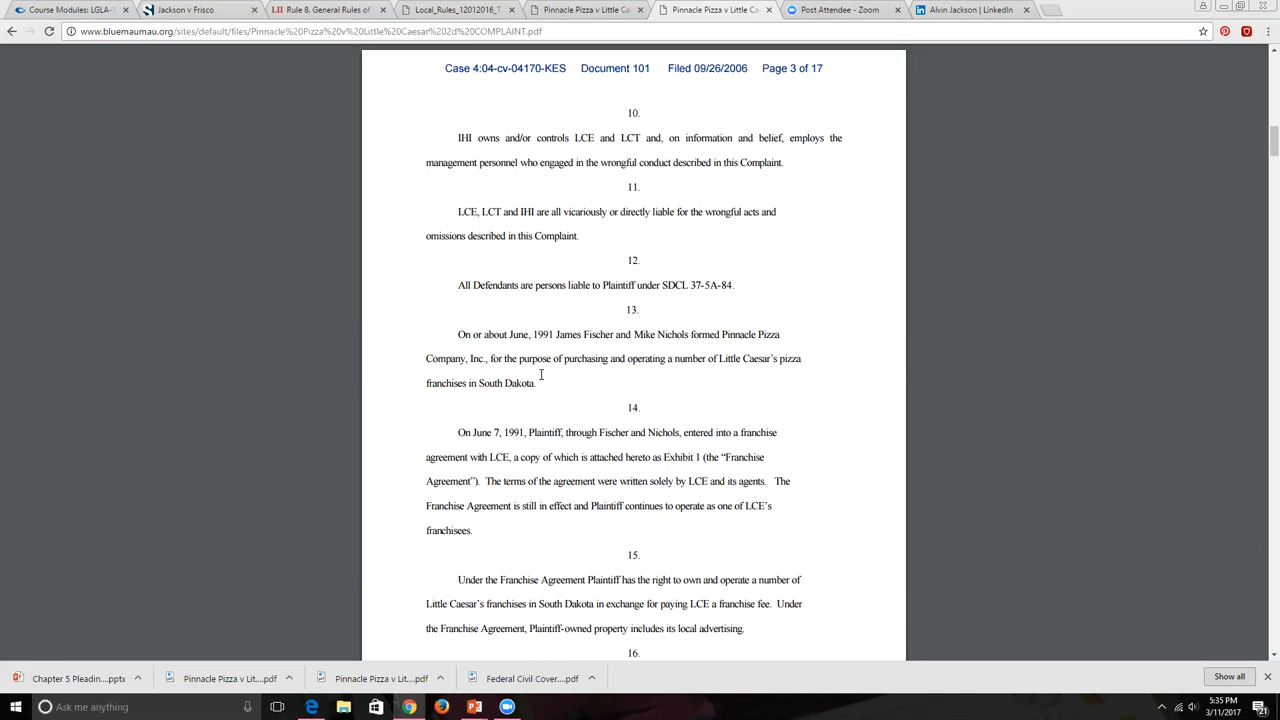 Course Modules: LGLA-1
Jackson v Frisco
LII Rule 8. General Rules of
Local_Rules_12012016_T
Pinnacle Pizza v Little Ca
Pinnacle Pizza v Little C
Post Attendee - Zoom
Alvin Jackson | LinkedIn
www.bluemaumau.org/sites/default/files/Pinnacle%20Pizza%20v%20Little%20Caesar%202d%20COMPLAINT.pdf
Case 4:04-cv-04170-KES Document 101 Filed 09/26/2006 Page 3 of 17
10.
IHI owns and/or controls LCE and LCT and, on information and belief, employs the
management personnel who engaged in the wrongful conduct described in this Complaint.
11.
LCE, LCT and IHI are all vicariously or directly liable for the wrongful acts and
omissions described in this Complaint.
12.
All Defendants are persons liable to Plaintiff under SDCL 37-5A-84.
13.
On or about June, 1991 James Fischer and Mike Nichols formed Pinnacle Pizza
Company, Inc., for the purpose of purchasing and operating a number of Little Caesar's pizza
franchises in South Dakota.
14.
On June 7, 1991, Plaintiff, through Fischer and Nichols, entered into a franchise
agreement with LCE, a copy of which is attached hereto as Exhibit 1 (the “Franchise
Agreement”). The terms of the agreement were written solely by LCE and its agents. The
Franchise Agreement is still in effect and Plaintiff continues to operate as one of LCE's
franchisees.
15.
Under the Franchise Agreement Plaintiff has the right to own and operate a number of
Little Caesar's franchises in South Dakota in exchange for paying LCE a franchise fee. Under
the Franchise Agreement, Plaintiff-owned property includes its local advertising.
16.
Chapter 5 Pleadin....pptx
Pinnacle Pizza v Lit....pdf
Pinnacle Pizza v Lit....pdf
Federal Civil Cover....pdf
Show all
Ask me anything
5:35 PM
3/11/2017